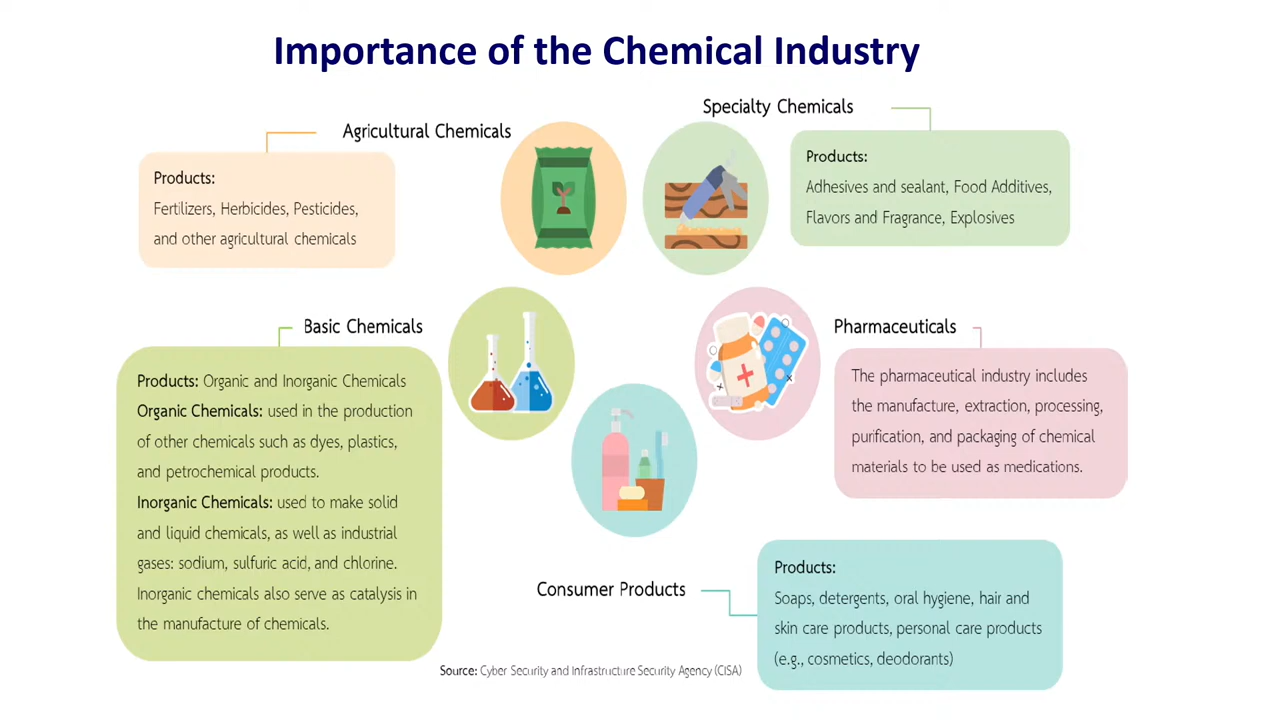 Importance of the Chemical Industry
Agricultural Chemicals
Products:
Fertilizers, Herbicides, Pesticides,
and other agricultural chemicals
Specialty Chemicals
Products:
Adhesives and sealant, Food Additives,
Flavors and Fragrance, Explosives
Basic Chemicals
Products: Organic and Inorganic Chemicals
Organic Chemicals: used in the production
of other chemicals such as dyes, plastics,
and petrochemical products.
Inorganic Chemicals: used to make solid
and liquid chemicals, as well as industrial
gases: sodium, sulfuric acid, and chlorine.
Inorganic chemicals also serve as catalysis in
the manufacture of chemicals.
Pharmaceuticals
The pharmaceutical industry includes
the manufacture, extraction, processing,
purification, and packaging of chemical
materials to be used as medications.
Consumer Products
Products:
Soaps, detergents, oral hygiene, hair and
skin care products, personal care products
(e.g., cosmetics, deodorants)
Source: Cyber Security and Infrastructure Security Agency (CISA)